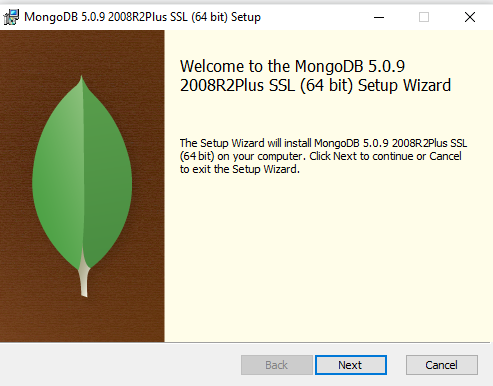 MongoDB 5.0.9 2008R2Plus SSL (64 bit) Setup
Welcome to the MongoDB 5.0.9
2008R2Plus SSL (64 bit) Setup Wizard
The Setup Wizard will install MongoDB 5.0.9 2008R2Plus SSL
(64 bit) on your computer. Click Next to continue or Cancel
to exit the Setup Wizard.
Back Next Cancel